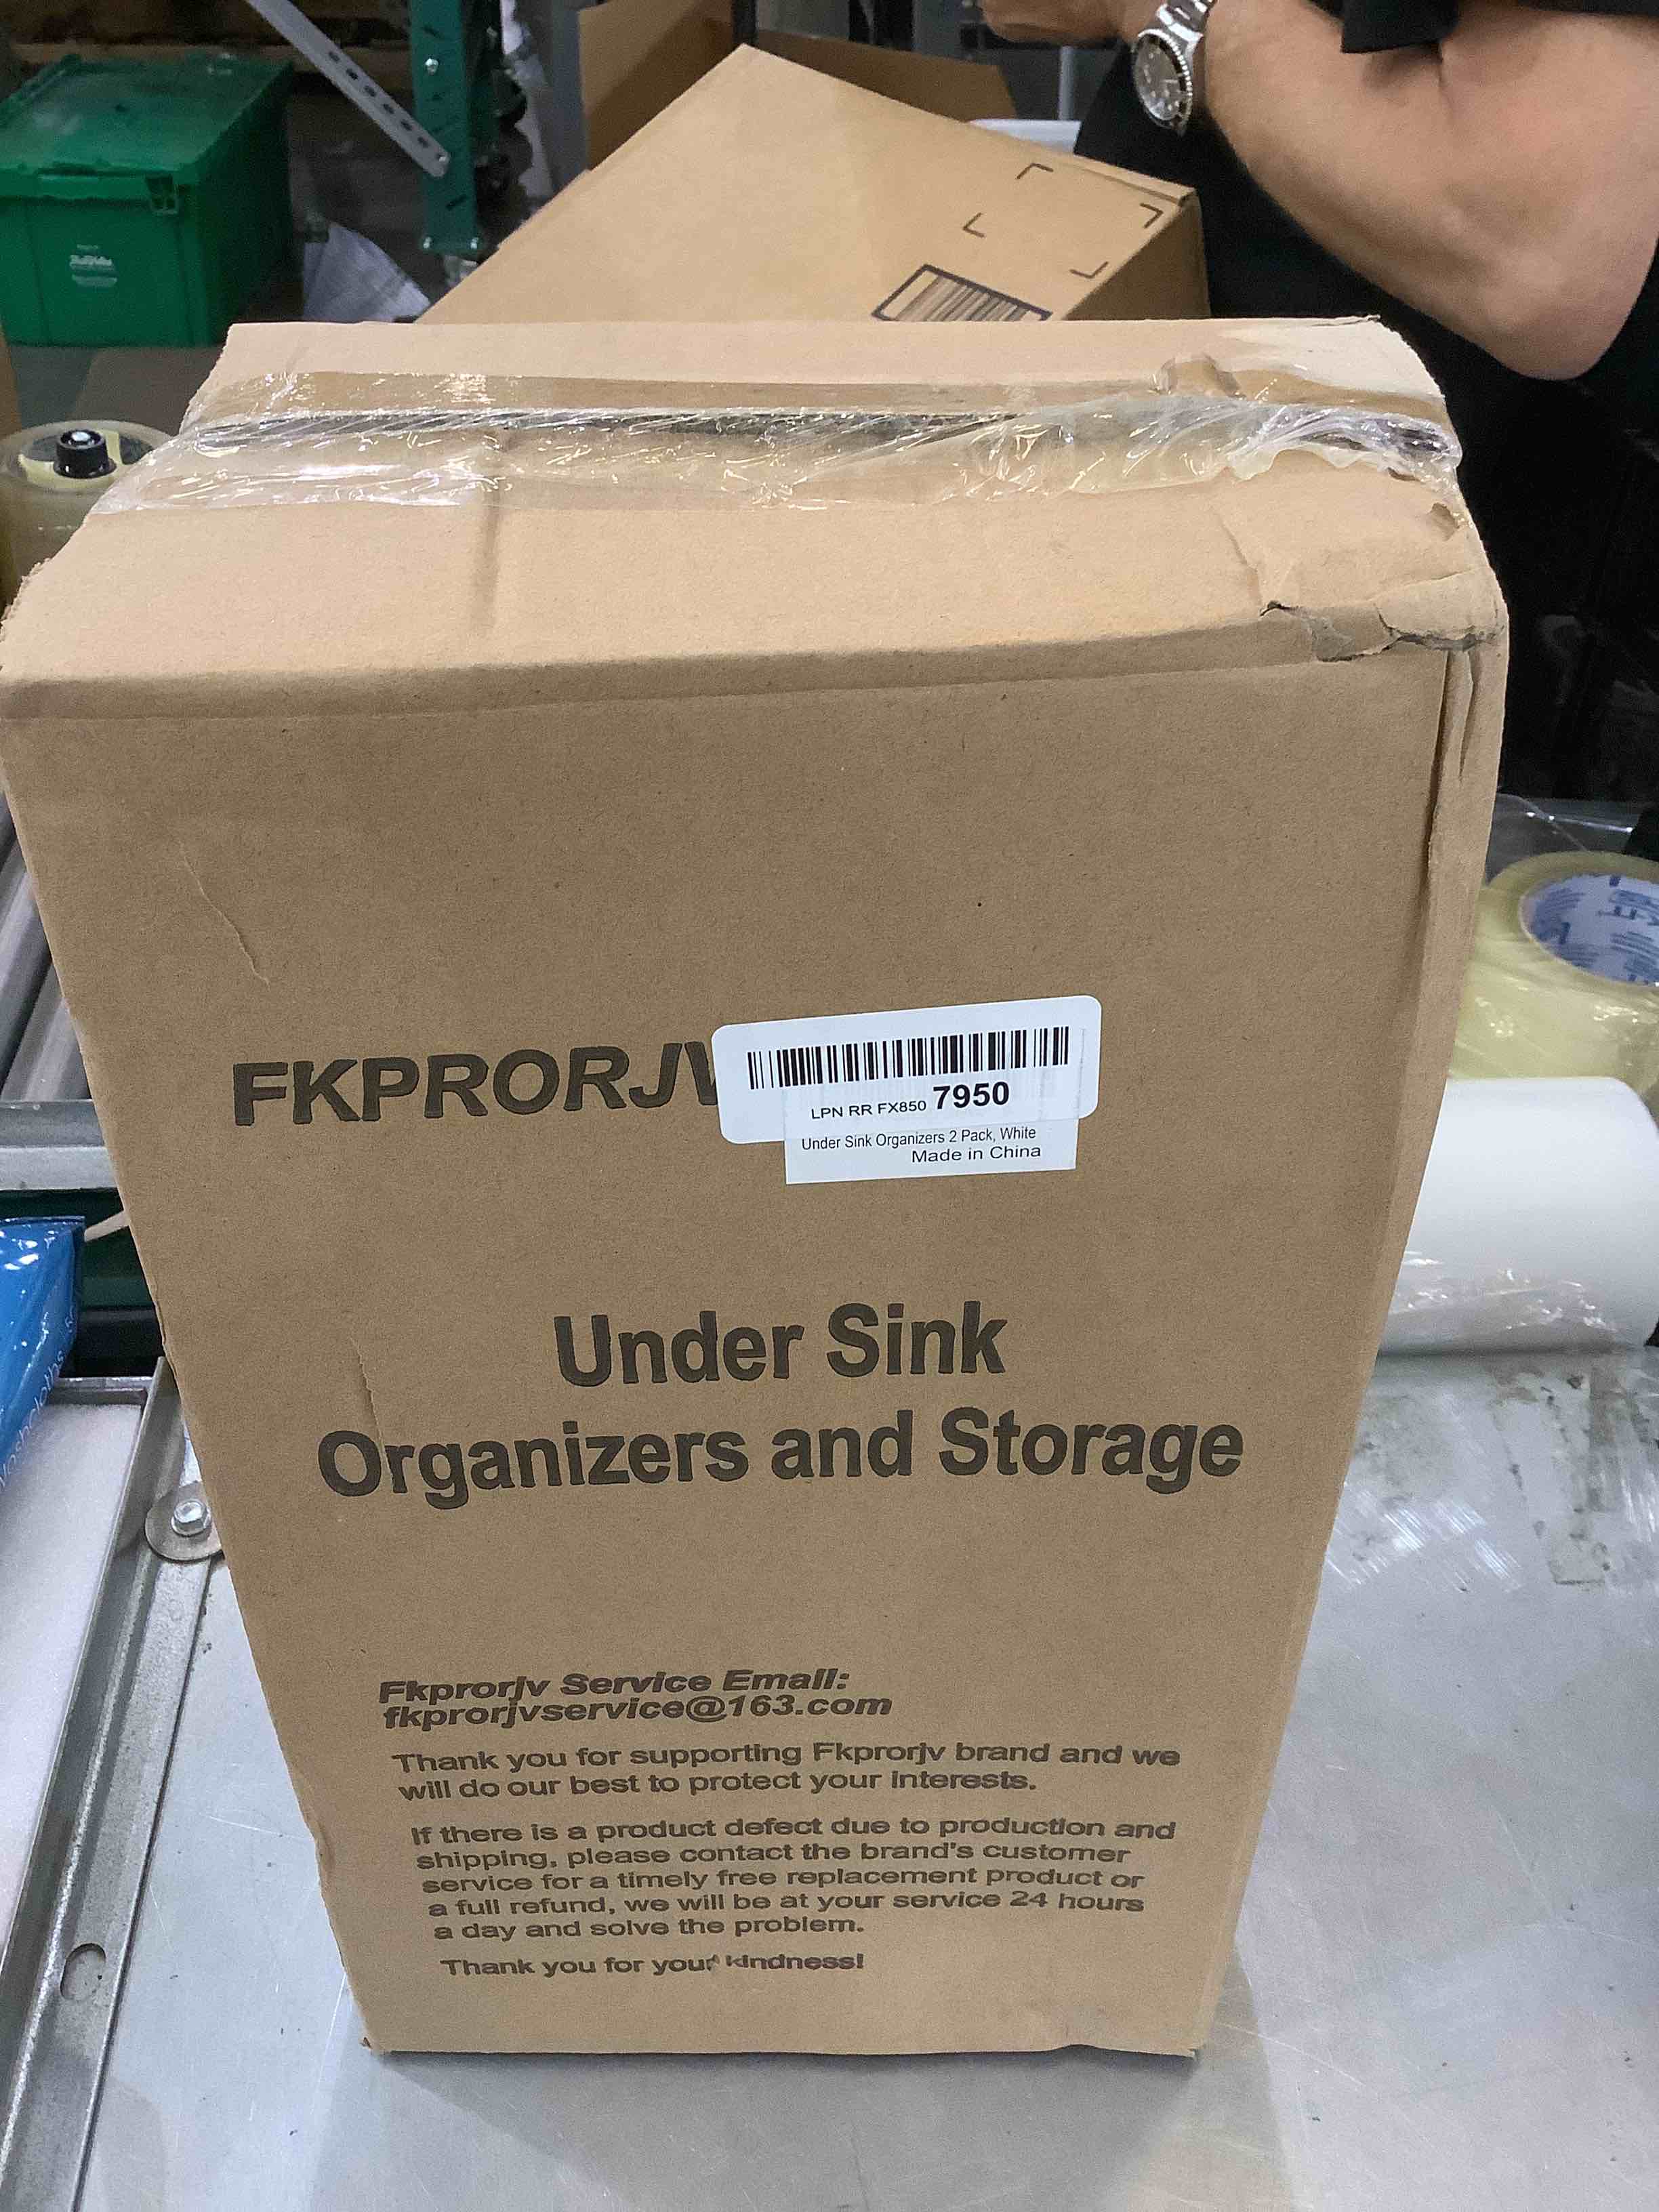 FKPRORJV
LPN RR FX850 7950
Under Sink Organizers 2 Pack, White
Made in China
Under Sink
Organizers and Storage
Fkprorjv Service Email:
fkprorjvservice@163.com
Thank you for supporting Fkprorjv brand and we
will do our best to protect your interests.
If there is a product defect due to production and
shipping, please contact the brand's customer
service for a timely free replacement product or
a full refund, we will be at your service 24 hours
a day and solve the problem.
Thank you for your kindness!